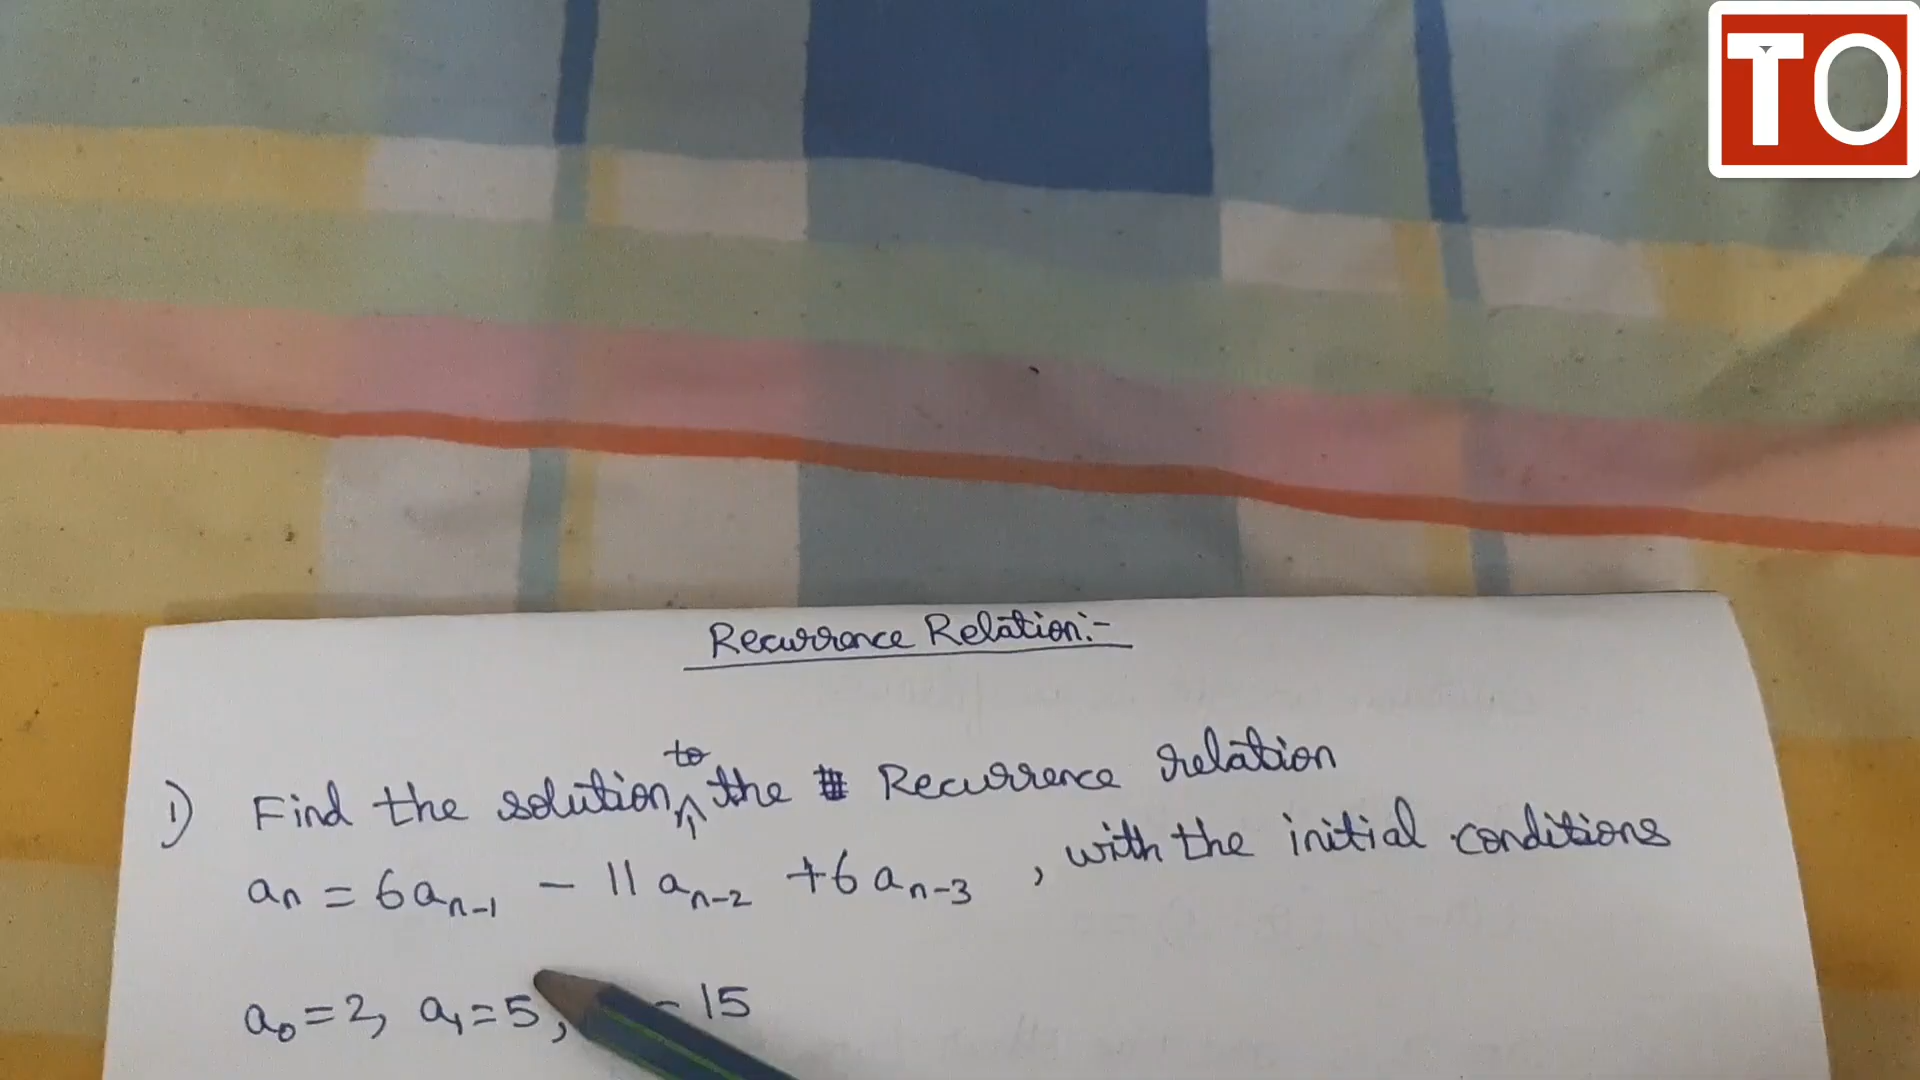 TO
Recurrence Relation:-
1) Find the solution to the Recurrence relation
aₙ = 6aₙ₋₁ − 11aₙ₋₂ + 6aₙ₋₃ , with the initial conditions
a₀ = 2, a₁ = 5, 15